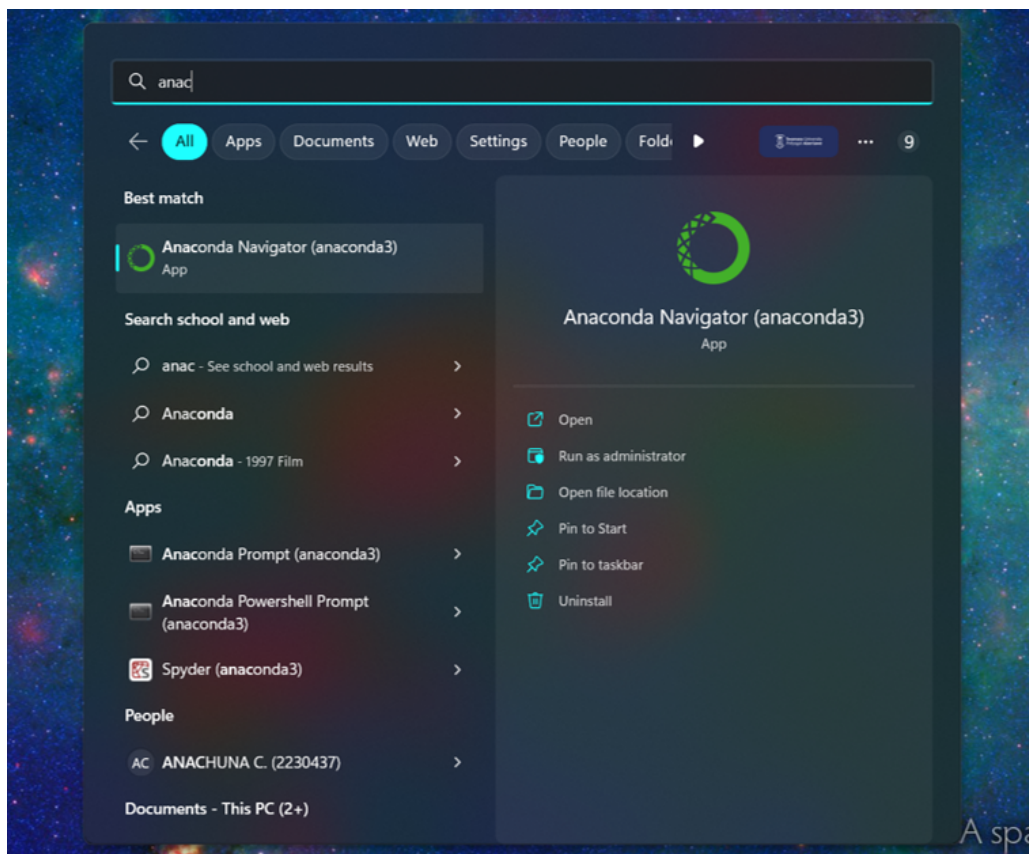 anac
All
Apps
Documents
Web
Settings
People
Folde
9
Best match
Anaconda Navigator (anaconda3)
App
Search school and web
anac - See school and web results
Anaconda
Anaconda - 1997 Film
Apps
Anaconda Prompt (anaconda3)
Anaconda Powershell Prompt
(anaconda3)
Spyder (anaconda3)
People
AC ANACHUNA C. (2230437)
Documents - This PC (2+)
Anaconda Navigator (anaconda3)
App
Open
Run as administrator
Open file location
Pin to Start
Pin to taskbar
Uninstall
A spa